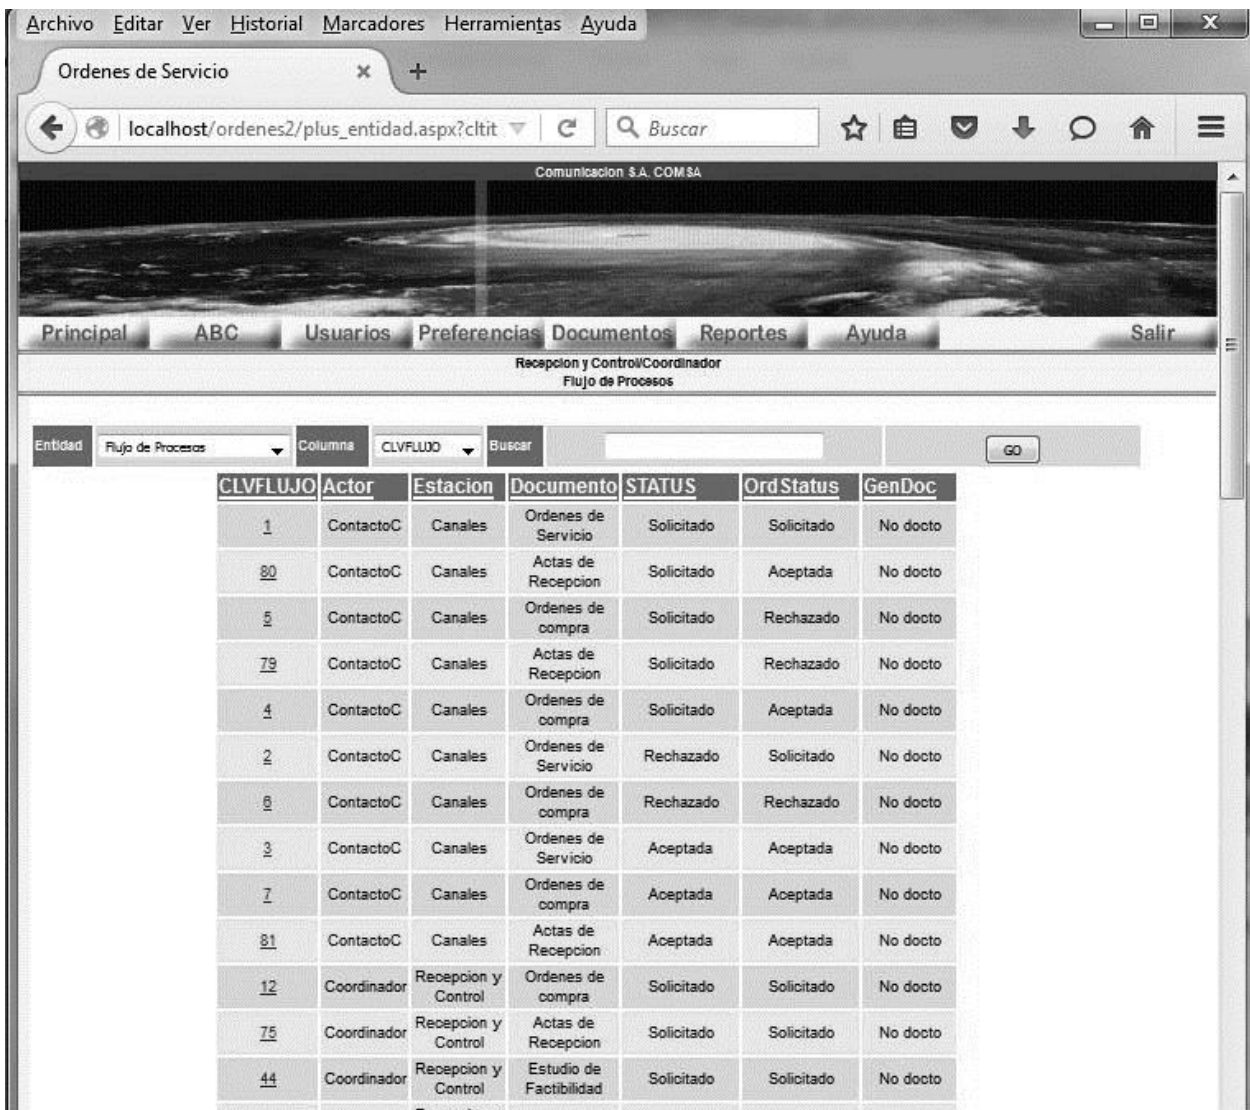 Archivo Editar Ver Historial Marcadores Herramientas Ayuda
Ordenes de Servicio
localhost/ordenes2/plus_entidad.aspx?cltit Buscar
Comunicacion S.A. COMSA
Principal ABC Usuarios Preferencias Documentos Reportes Ayuda Salir
Recepcion y Control/Coordinador
Flujo de Procesos
Entidad Flujo de Procesos Columna CLVFLUJO Buscar GO
CLVFLUJO Actor Estacion Documento STATUS OrdStatus GenDoc
1 ContactoC Canales Ordenes de Servicio Solicitado Solicitado No docto
80 ContactoC Canales Actas de Recepcion Solicitado Aceptada No docto
5 ContactoC Canales Ordenes de compra Solicitado Rechazado No docto
79 ContactoC Canales Actas de Recepcion Solicitado Rechazado No docto
4 ContactoC Canales Ordenes de compra Solicitado Aceptada No docto
2 ContactoC Canales Ordenes de Servicio Rechazado Solicitado No docto
6 ContactoC Canales Ordenes de compra Rechazado Rechazado No docto
3 ContactoC Canales Ordenes de Servicio Aceptada Aceptada No docto
7 ContactoC Canales Ordenes de compra Aceptada Aceptada No docto
81 ContactoC Canales Actas de Recepcion Aceptada Aceptada No docto
12 Coordinador Recepcion y Control Ordenes de compra Solicitado Solicitado No docto
75 Coordinador Recepcion y Control Actas de Recepcion Solicitado Solicitado No docto
44 Coordinador Recepcion y Control Estudio de Factibilidad Solicitado Solicitado No docto